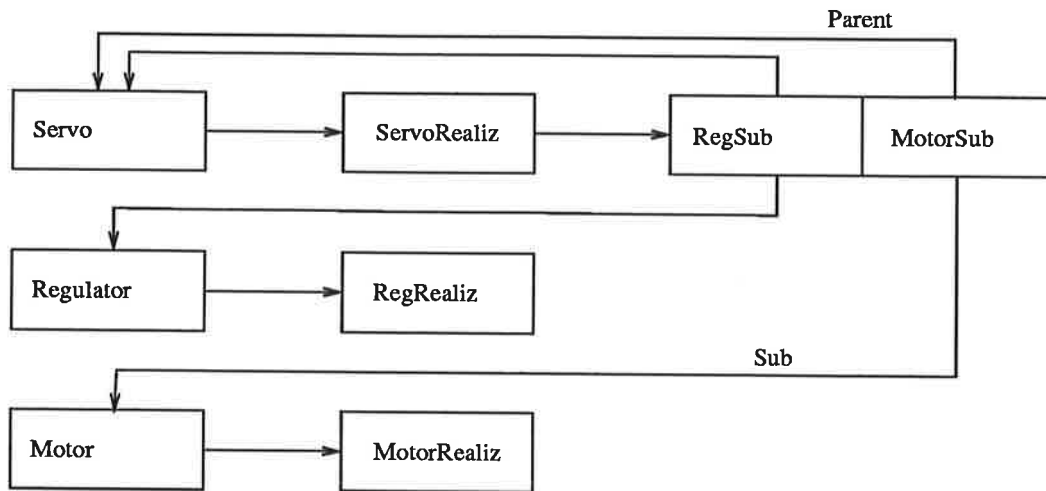 Parent
Servo
ServoRealiz
RegSub
MotorSub
Regulator
RegRealiz
Sub
Motor
MotorRealiz